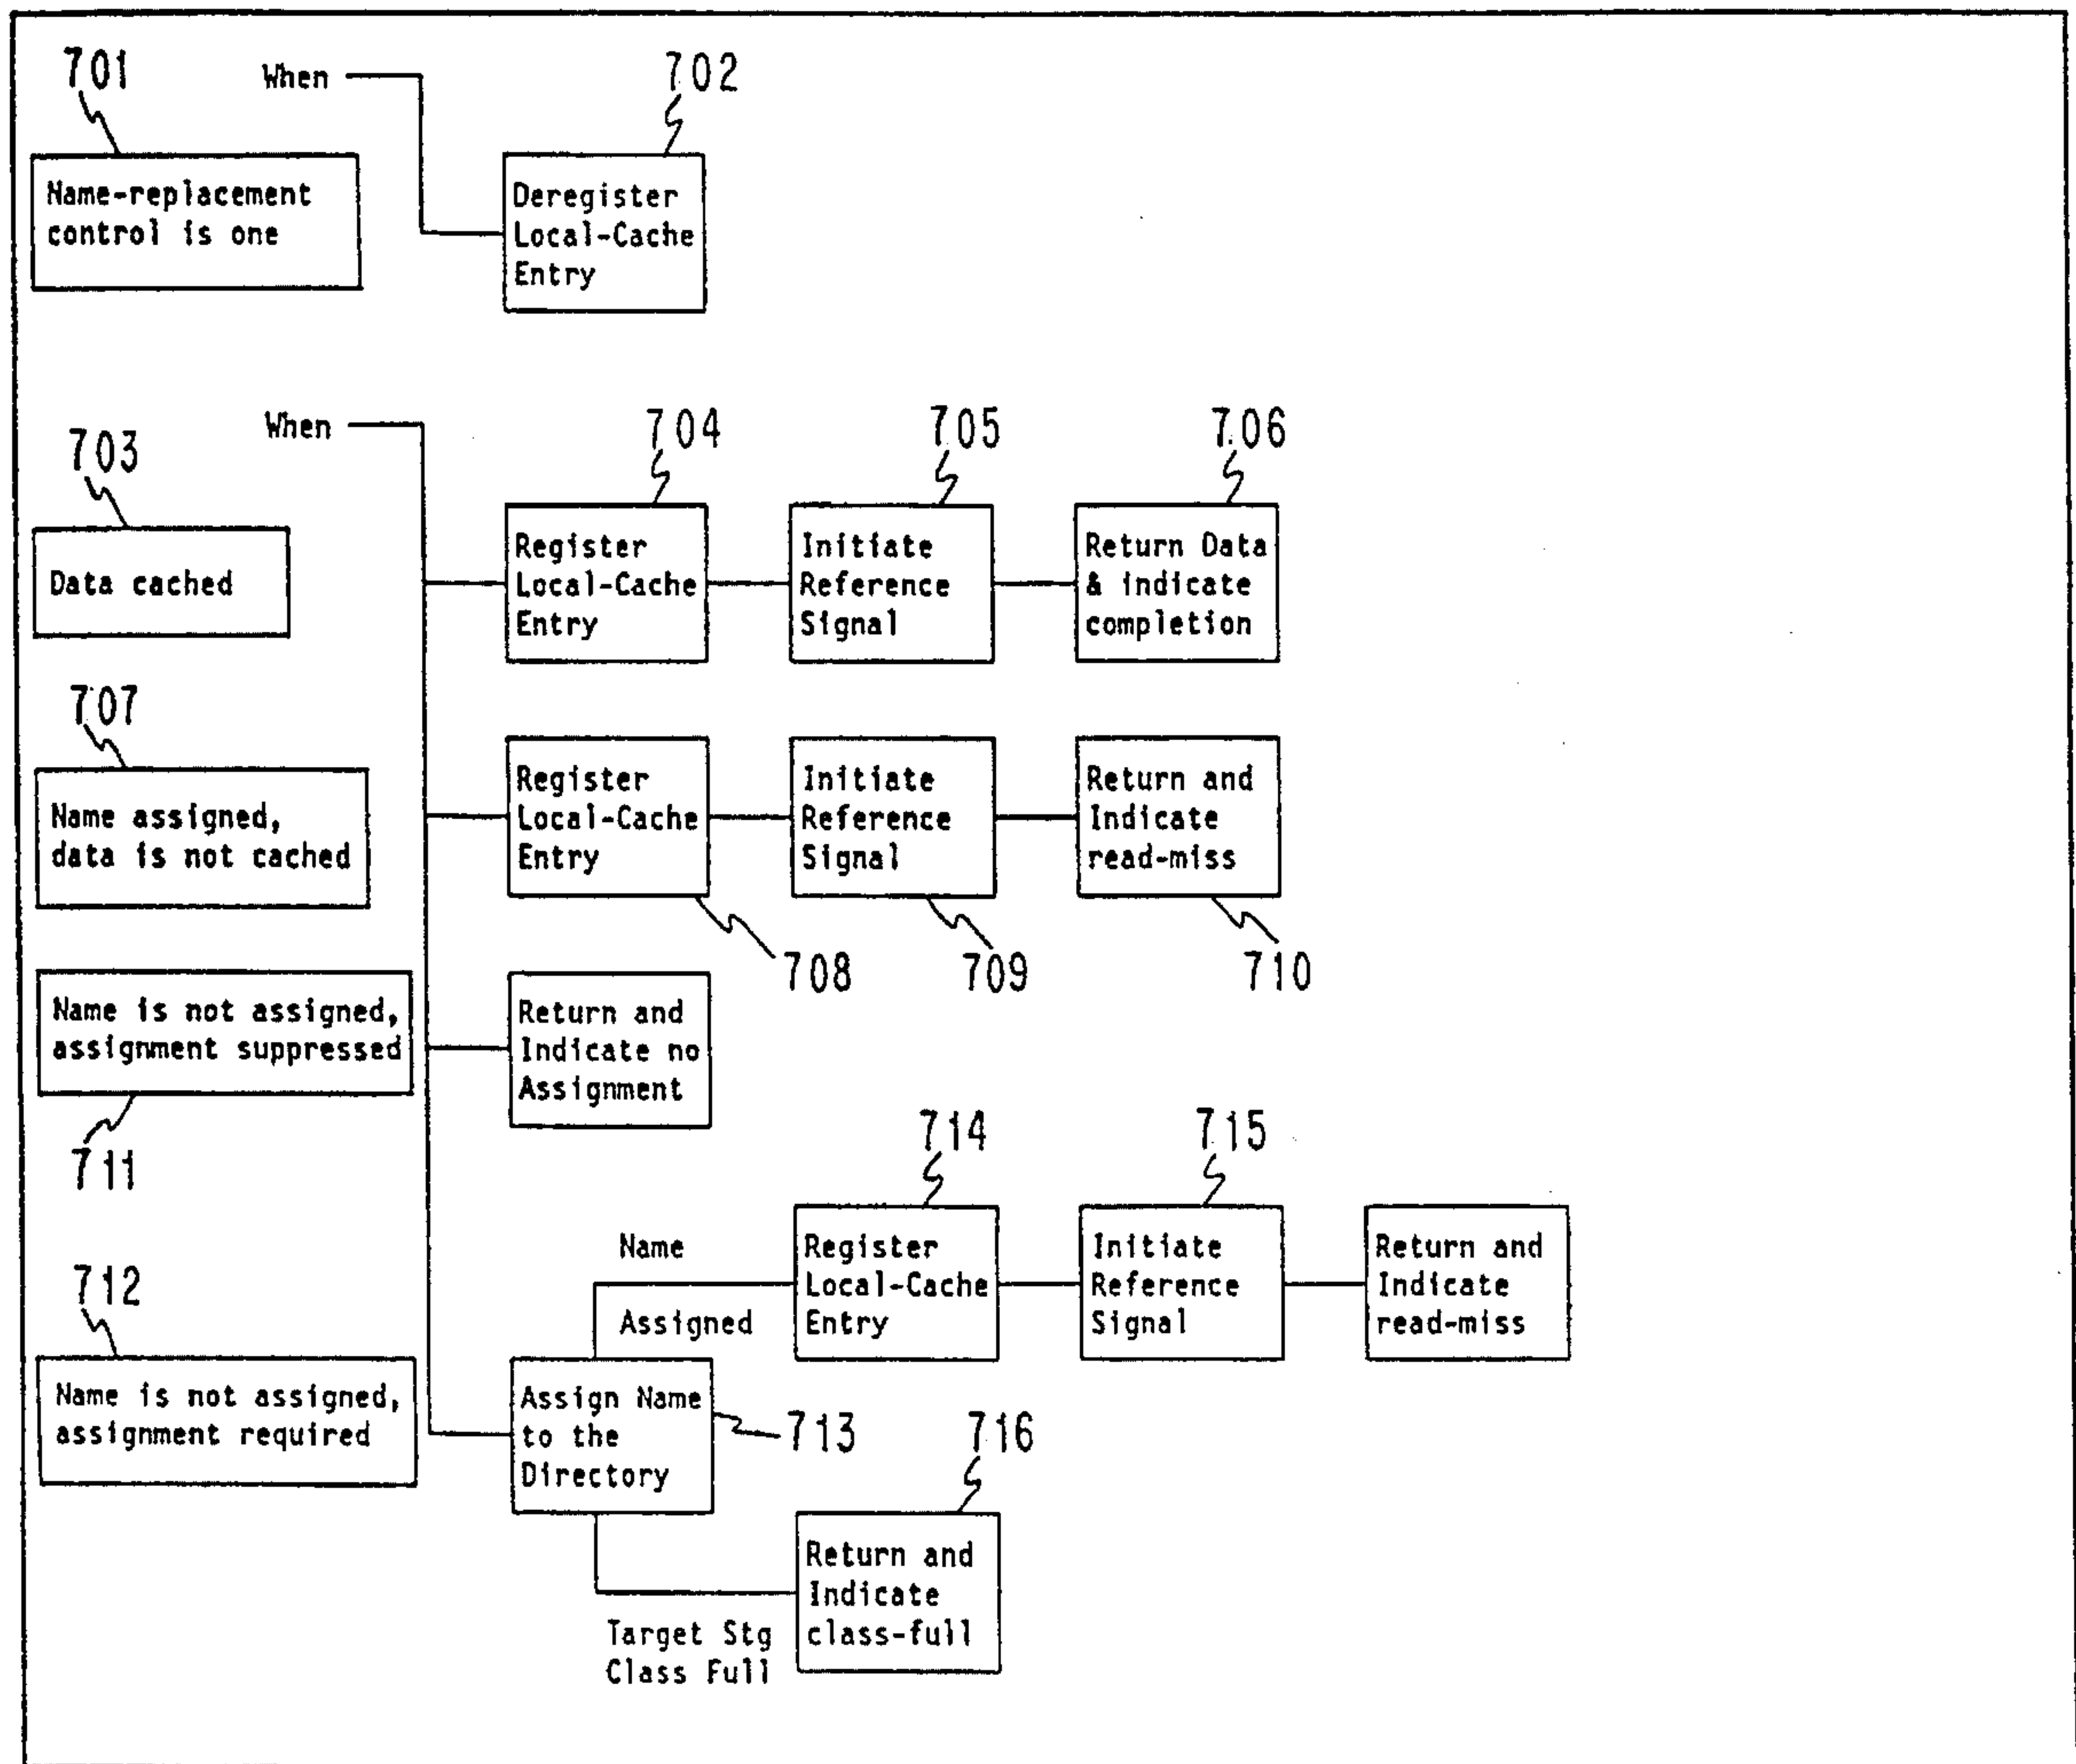 701
When
702
Name-replacement
control is one
Deregister
Local-Cache
Entry
When
703
704
705
706
Data cached
Register
Local-Cache
Entry
Initiate
Reference
Signal
Return Data
& indicate
completion
707
Name assigned,
data is not cached
Register
Local-Cache
Entry
Initiate
Reference
Signal
Return and
Indicate
read-miss
708
709
710
Name is not assigned,
assignment suppressed
Return and
Indicate no
Assignment
711
714
715
Name
Assigned
Register
Local-Cache
Entry
Initiate
Reference
Signal
Return and
Indicate
read-miss
712
Name is not assigned,
assignment required
Assign Name
to the
Directory
713
716
Return and
Indicate
class-full
Target Stg
Class Full